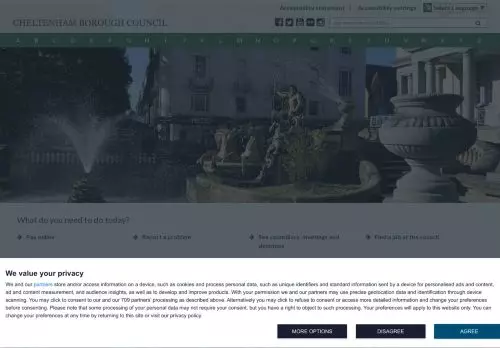 Accessibility statement | Accessibility settings Select Language ▼
CHELTENHAM BOROUGH COUNCIL
A B C D E F G H I J K L M N O P Q R S T U V W X Y Z
What do you need to do today?
Pay online
Report a problem
See councillors, meetings and
decisions
Find a job at the council
We value your privacy
We and our partners store and/or access information on a device, such as cookies and process personal data, such as unique identifiers and standard information sent by a device for personalised ads and content,
ad and content measurement, and audience insights, as well as to develop and improve products. With your permission we and our partners may use precise geolocation data and identification through device
scanning. You may click to consent to our and our 709 partners' processing as described above. Alternatively you may click to refuse to consent or access more detailed information and change your preferences
before consenting. Please note that some processing of your personal data may not require your consent, but you have a right to object to such processing. Your preferences will apply to this website only. You can
change your preferences at any time by returning to this site or visit our privacy policy.
MORE OPTIONS
DISAGREE
AGREE